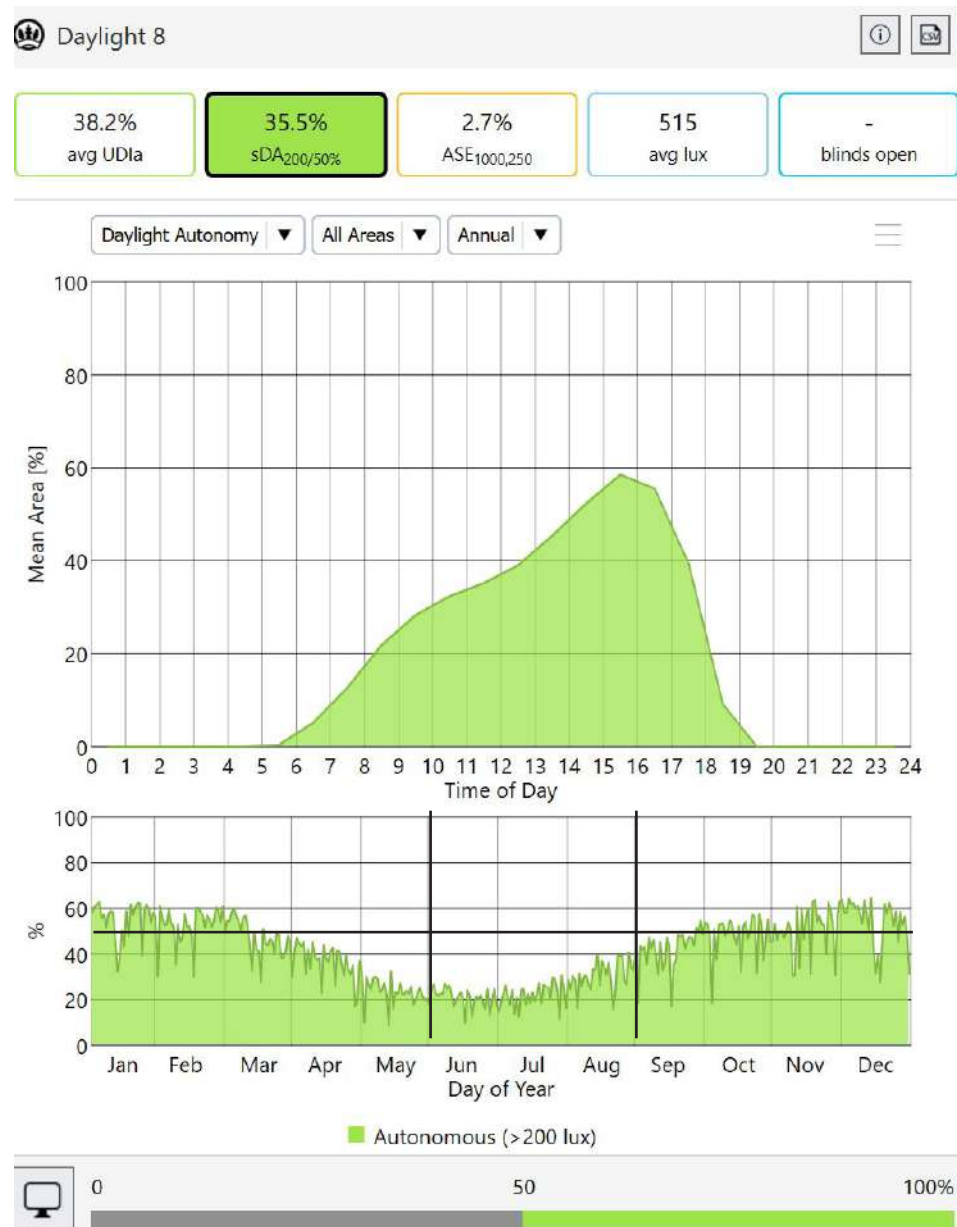 Daylight 8
CSV
38.2% 35.5% 2.7% 515 -
avg UDIa sDA200/50% ASE1000,250 avg lux blinds open
Daylight Autonomy ▼ All Areas ▼ Annual ▼
100
80
60
40
20
0
Mean Area [%]
0 1 2 3 4 5 6 7 8 9 10 11 12 13 14 15 16 17 18 19 20 21 22 23 24
Time of Day
100
80
60
40
20
0
%
Jan Feb Mar Apr May Jun Jul Aug Sep Oct Nov Dec
Day of Year
Autonomous (>200 lux)
0 50 100%